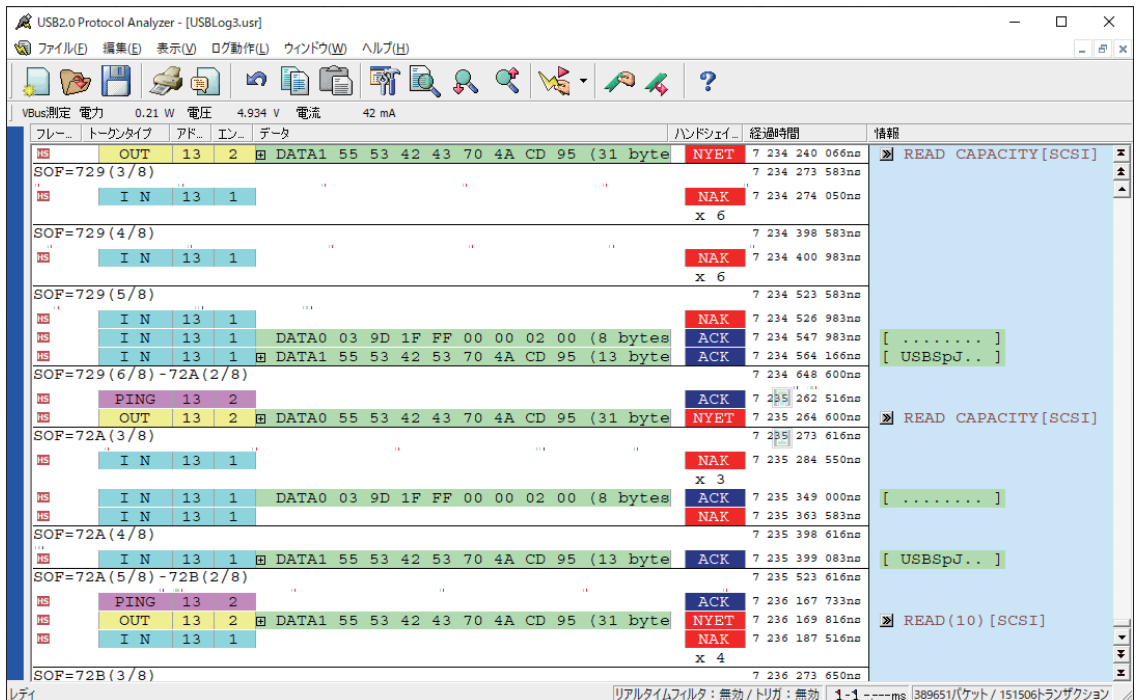 USB2.0 Protocol Analyzer - [USBLog3.usr]
ファイル(F) 編集(E) 表示(V) ログ動作(L) ウィンドウ(W) ヘルプ(H)
VBus測定 電力 0.21 W 電圧 4.934 V 電流 42 mA
フレー... トークンタイプ アド... エン... データ ハンドシェイ... 経過時間 情報
HS OUT 13 2 DATA1 55 53 42 43 70 4A CD 95 (31 byte NYET 7 234 240 066ns READ CAPACITY[SCSI]
SOF=729(3/8) 7 234 273 583ns
HS I N 13 1 NAK 7 234 274 050ns
x 6
SOF=729(4/8) 7 234 398 583ns
HS I N 13 1 NAK 7 234 400 983ns
x 6
SOF=729(5/8) 7 234 523 583ns
HS I N 13 1 NAK 7 234 526 983ns
HS I N 13 1 DATA0 03 9D 1F FF 00 00 02 00 (8 bytes ACK 7 234 547 983ns [ ........ ]
HS I N 13 1 DATA1 55 53 42 53 70 4A CD 95 (13 byte ACK 7 234 564 166ns [ USBSpJ.. ]
SOF=729(6/8)-72A(2/8) 7 234 648 600ns
HS PING 13 2 ACK 7 235 262 516ns
HS OUT 13 2 DATA0 55 53 42 43 70 4A CD 95 (31 byte NYET 7 235 264 600ns READ CAPACITY[SCSI]
SOF=72A(3/8) 7 235 273 616ns
HS I N 13 1 NAK 7 235 284 550ns
x 3
HS I N 13 1 DATA0 03 9D 1F FF 00 00 02 00 (8 bytes ACK 7 235 349 000ns [ ........ ]
HS I N 13 1 NAK 7 235 363 583ns
SOF=72A(4/8) 7 235 398 616ns
HS I N 13 1 DATA1 55 53 42 53 70 4A CD 95 (13 byte ACK 7 235 399 083ns [ USBSpJ.. ]
SOF=72A(5/8)-72B(2/8) 7 235 523 616ns
HS PING 13 2 ACK 7 236 167 733ns
HS OUT 13 2 DATA1 55 53 42 43 70 4A CD 95 (31 byte NYET 7 236 169 816ns READ(10)[SCSI]
HS I N 13 1 NAK 7 236 187 516ns
x 4
SOF=72B(3/8) 7 236 273 650ns
レディ リアルタイムフィルタ：無効 / トリガ：無効 1-1 -.---ms 389651パケット / 151506トランザクション